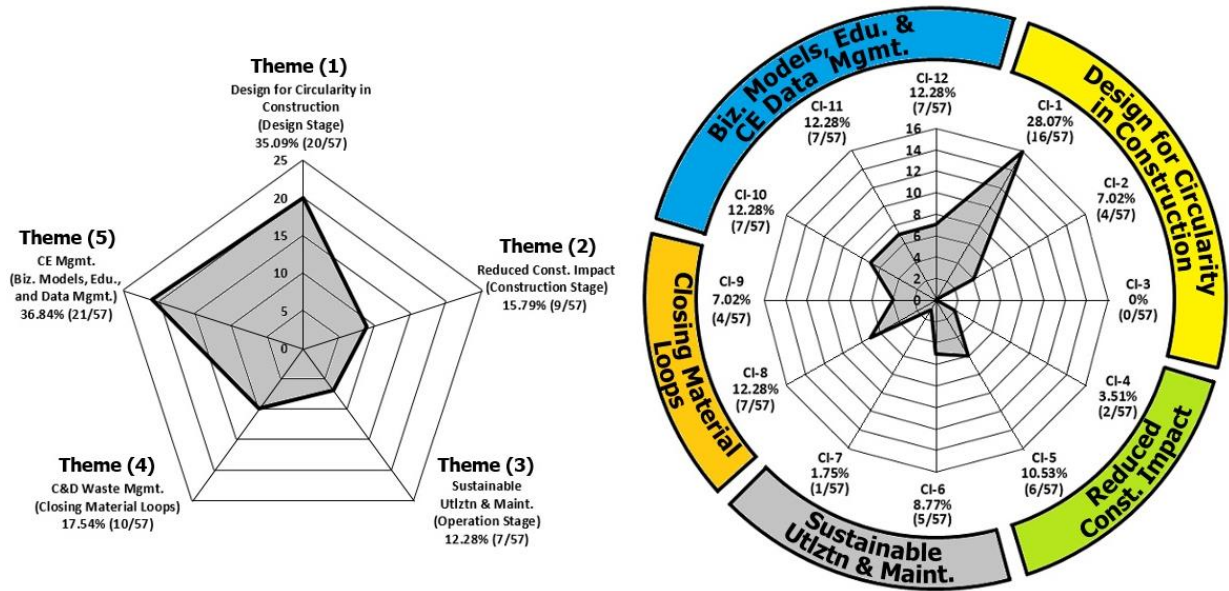 Theme (1)
Design for Circularity in
Construction
(Design Stage)
35.09% (20/57)
25
20
15
10
5
0
Theme (2)
Reduced Const. Impact
(Construction Stage)
15.79% (9/57)
Theme (3)
Sustainable
Utlztn & Maint.
(Operation Stage)
12.28% (7/57)
Theme (4)
C&D Waste Mgmt.
(Closing Material Loops)
17.54% (10/57)
Theme (5)
CE Mgmt.
(Biz. Models, Edu.,
and Data Mgmt.)
36.84% (21/57)
Biz. Models, Edu. &
CE Data Mgmt.
Design for Circularity
in Construction
Reduced
Const. Impact
Sustainable
Utlztn & Maint.
Closing Material
Loops
CI-12
12.28%
(7/57)
CI-1
28.07%
(16/57)
CI-2
7.02%
(4/57)
CI-3
0%
(0/57)
CI-4
3.51%
(2/57)
CI-5
10.53%
(6/57)
CI-6
8.77%
(5/57)
CI-7
1.75%
(1/57)
CI-8
12.28%
(7/57)
CI-9
7.02%
(4/57)
CI-10
12.28%
(7/57)
CI-11
12.28%
(7/57)
16
14
12
10
8
6
4
2
0